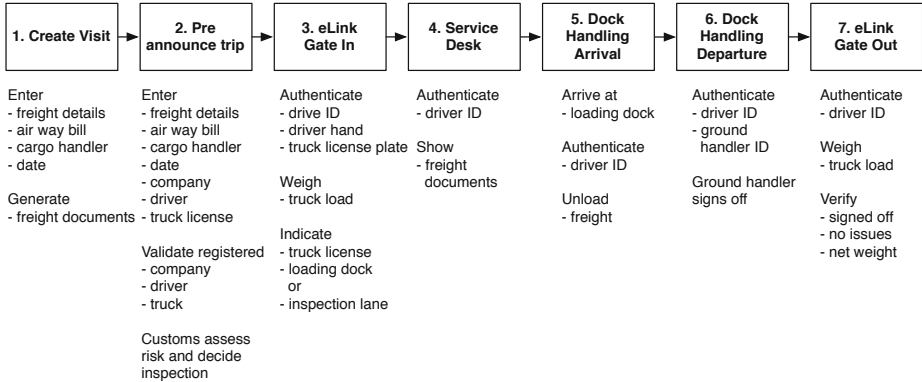 1. Create Visit
2. Pre
announce trip
3. eLink
Gate In
4. Service
Desk
5. Dock
Handling
Arrival
6. Dock
Handling
Departure
7. eLink
Gate Out
Enter
- freight details
- air way bill
- cargo handler
- date
Generate
- freight documents
Enter
- freight details
- air way bill
- cargo handler
- date
- company
- driver
- truck license
Validate registered
- company
- driver
- truck
Customs assess
risk and decide
inspection
Authenticate
- drive ID
- driver hand
- truck license plate
Weigh
- truck load
Indicate
- truck license
- loading dock
or
- inspection lane
Authenticate
- driver ID
Show
- freight
documents
Arrive at
- loading dock
Authenticate
- driver ID
Unload
- freight
Authenticate
- driver ID
- ground
handler ID
Ground handler
signs off
Authenticate
- driver ID
Weigh
- truck load
Verify
- signed off
- no issues
- net weight